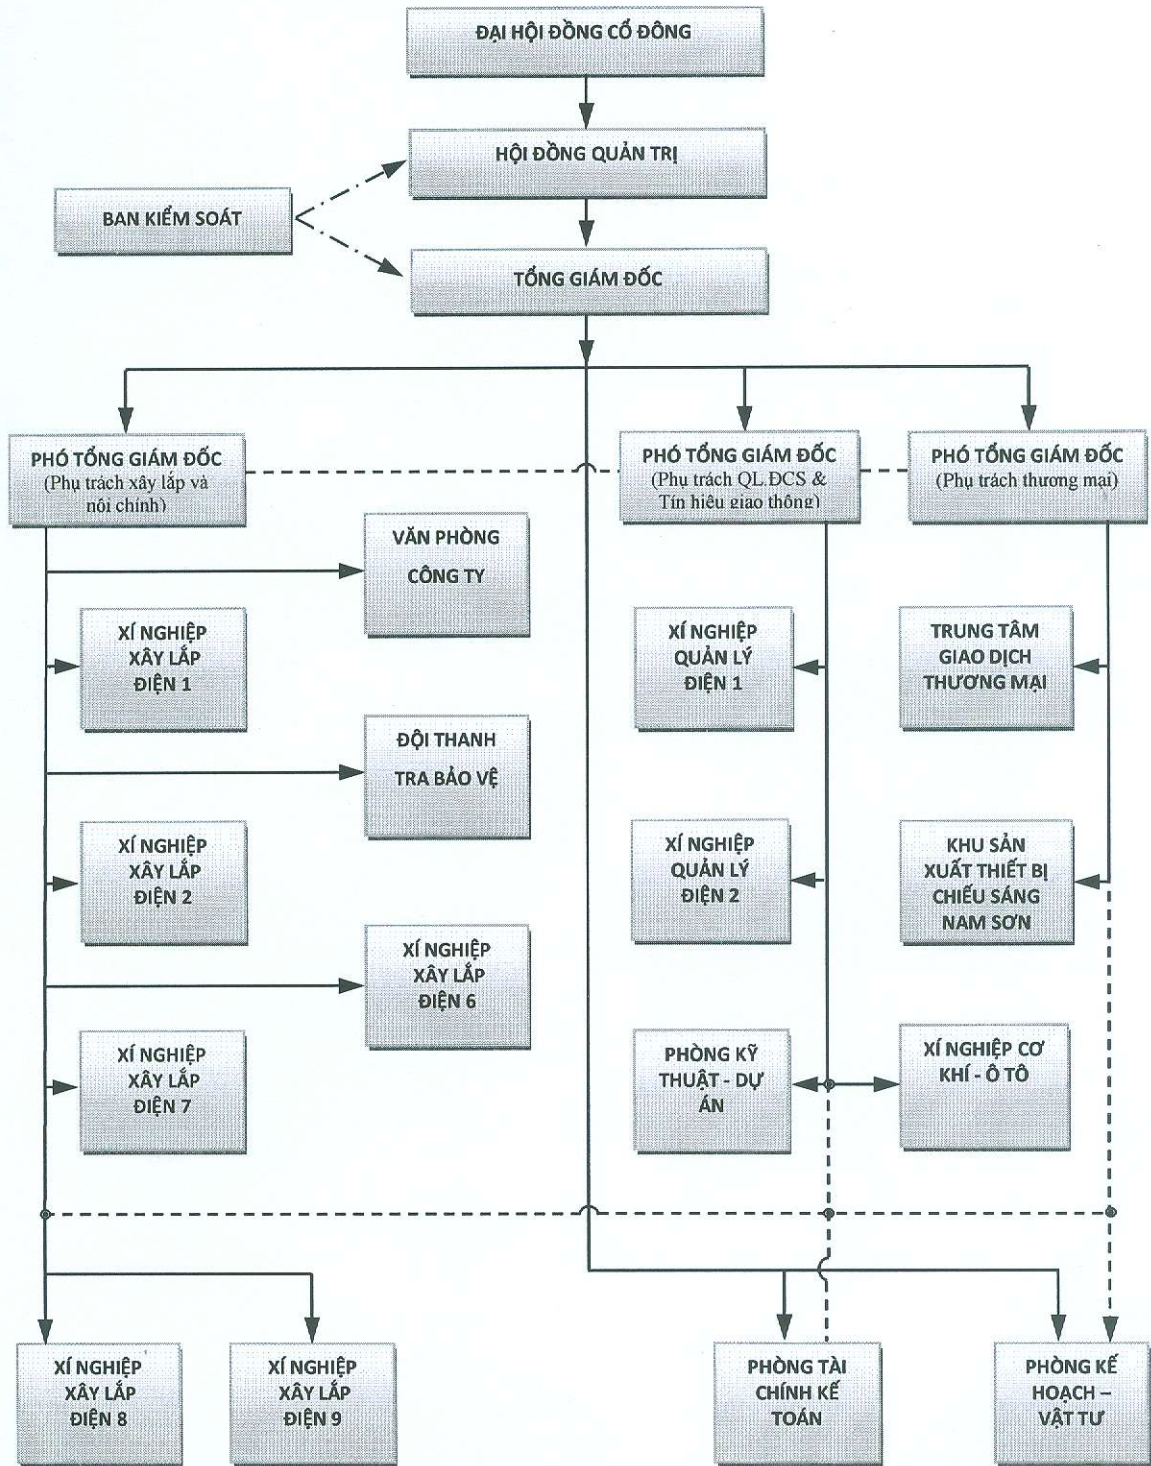 ĐẠI HỘI ĐỒNG CỔ ĐÔNG
HỘI ĐỒNG QUẢN TRỊ
BAN KIỂM SOÁT
TỔNG GIÁM ĐỐC
PHÓ TỔNG GIÁM ĐỐC
(Phụ trách xây lắp và
nội chính)
PHÓ TỔNG GIÁM ĐỐC
(Phụ trách QL ĐCS &
Tín hiệu giao thông)
PHÓ TỔNG GIÁM ĐỐC
(Phụ trách thương mại)
VĂN PHÒNG
CÔNG TY
XÍ NGHIỆP
XÂY LẮP
ĐIỆN 1
XÍ NGHIỆP
QUẢN LÝ
ĐIỆN 1
TRUNG TÂM
GIAO DỊCH
THƯƠNG MẠI
ĐỘI THANH
TRA BẢO VỆ
XÍ NGHIỆP
XÂY LẮP
ĐIỆN 2
XÍ NGHIỆP
QUẢN LÝ
ĐIỆN 2
KHU SẢN
XUẤT THIẾT BỊ
CHIẾU SÁNG
NAM SƠN
XÍ NGHIỆP
XÂY LẮP
ĐIỆN 6
XÍ NGHIỆP
XÂY LẮP
ĐIỆN 7
PHÒNG KỸ
THUẬT - DỰ
ÁN
XÍ NGHIỆP CƠ
KHÍ - Ô TÔ
XÍ NGHIỆP
XÂY LẮP
ĐIỆN 8
XÍ NGHIỆP
XÂY LẮP
ĐIỆN 9
PHÒNG TÀI
CHÍNH KẾ
TOÁN
PHÒNG KẾ
HOẠCH –
VẬT TƯ